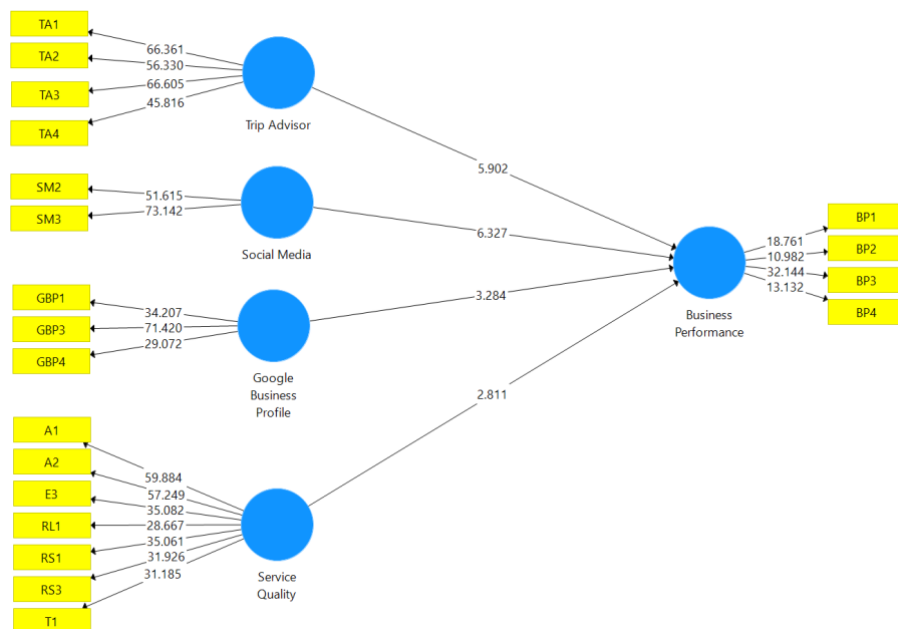 TA1
66.361
TA2
56.330
TA3
66.605
TA4
45.816
Trip Advisor
5.902
SM2
51.615
SM3
73.142
Social Media
6.327
GBP1
34.207
GBP3
71.420
GBP4
29.072
Google
Business
Profile
3.284
A1
59.884
A2
57.249
E3
35.082
RL1
28.667
RS1
35.061
RS3
31.926
T1
31.185
Service
Quality
2.811
Business
Performance
BP1
18.761
BP2
10.982
BP3
32.144
BP4
13.132